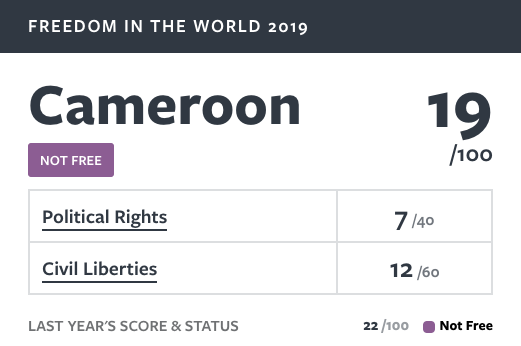 FREEDOM IN THE WORLD 2019
Cameroon 19
/100
NOT FREE
Political Rights 7 /40
Civil Liberties 12 /60
LAST YEAR'S SCORE & STATUS 22 /100 Not Free